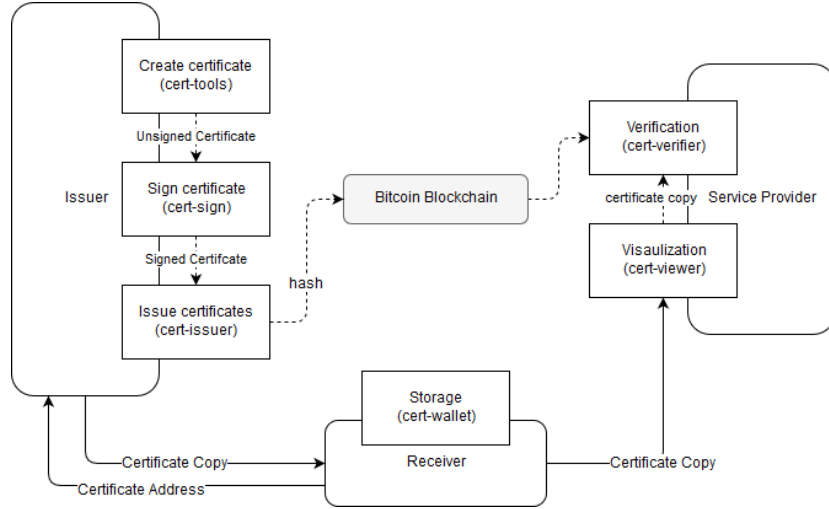 Create certificate
(cert-tools)
Unsigned Certificate
Issuer
Sign certificate
(cert-sign)
Signed Certifcate
Issue certificates
(cert-issuer)
hash
Bitcoin Blockchain
Verification
(cert-verifier)
certificate copy
Service Provider
Visaulization
(cert-viewer)
Storage
(cert-wallet)
Receiver
Certificate Copy
Certificate Address
Certificate Copy